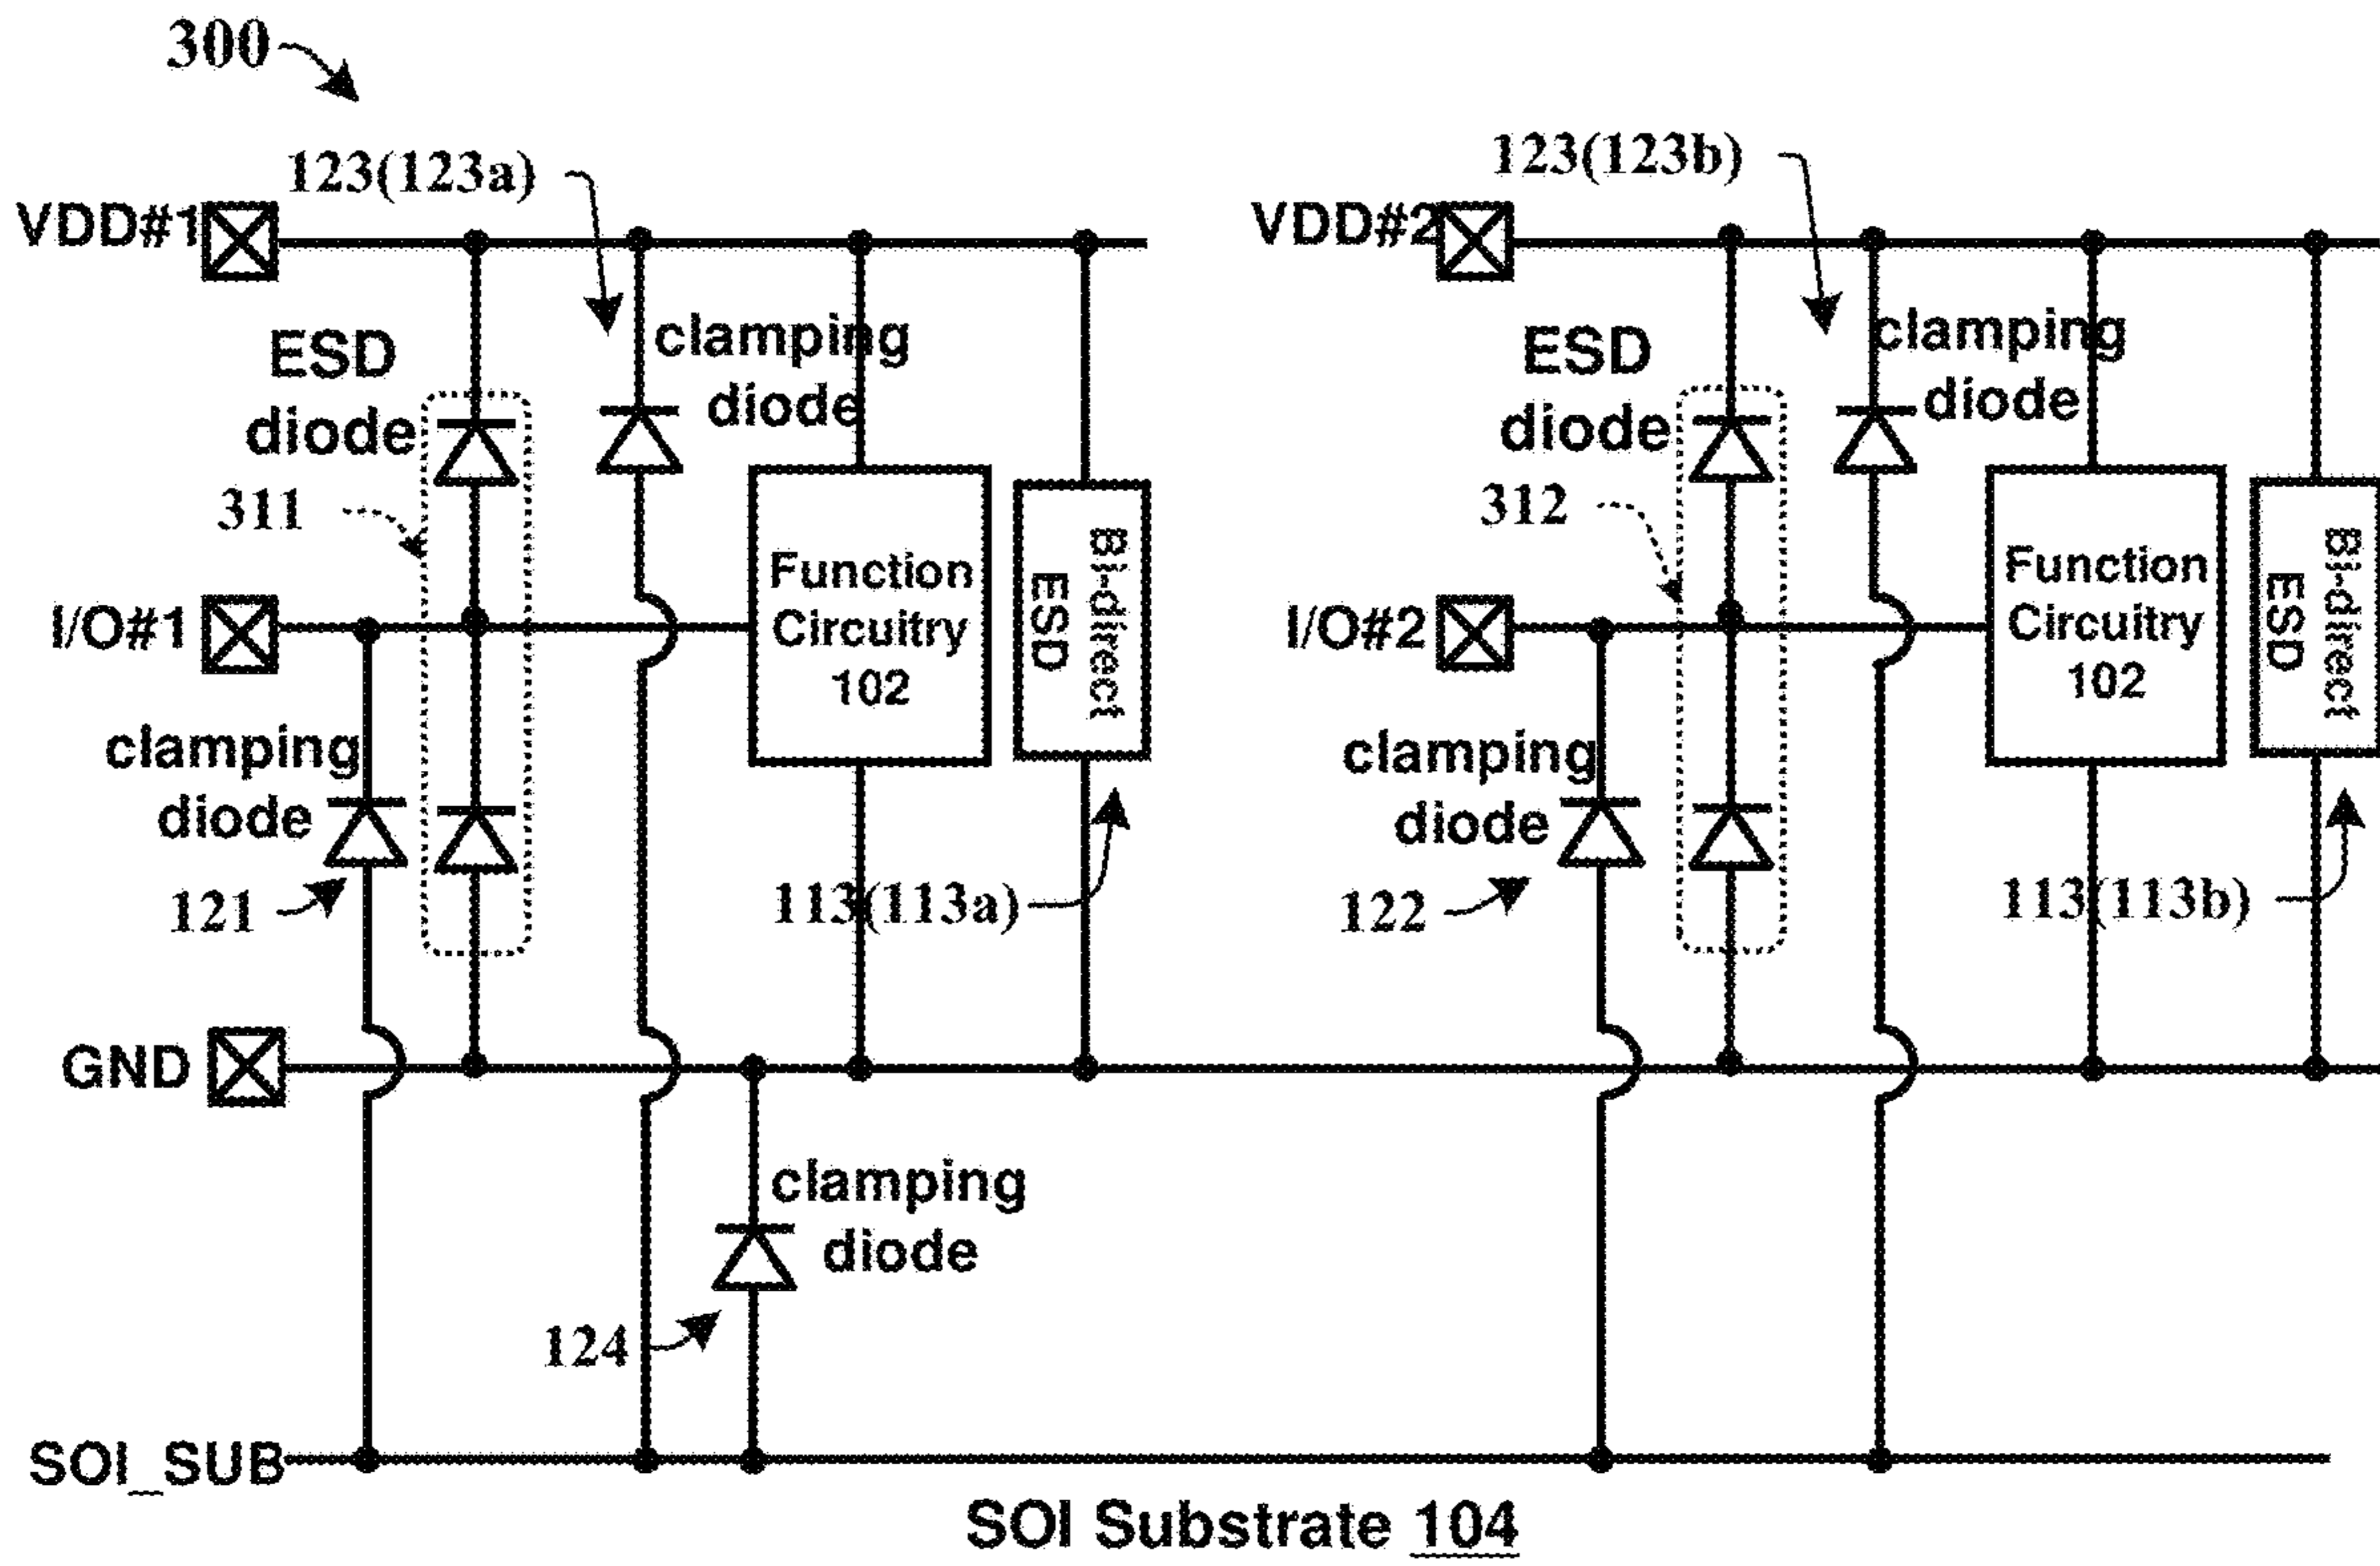 300
123(123a)
123(123b)
VDD#1
VDD#2
ESD
diode
clamping
diode
ESD
diode
clamping
diode
311
312
Function
Circuitry
102
Bi-direct
ESD
Function
Circuitry
102
Bi-direct
ESD
I/O#1
I/O#2
clamping
diode
clamping
diode
121
113(113a)
122
113(113b)
GND
clamping
diode
124
SOI_SUB
SOI Substrate 104